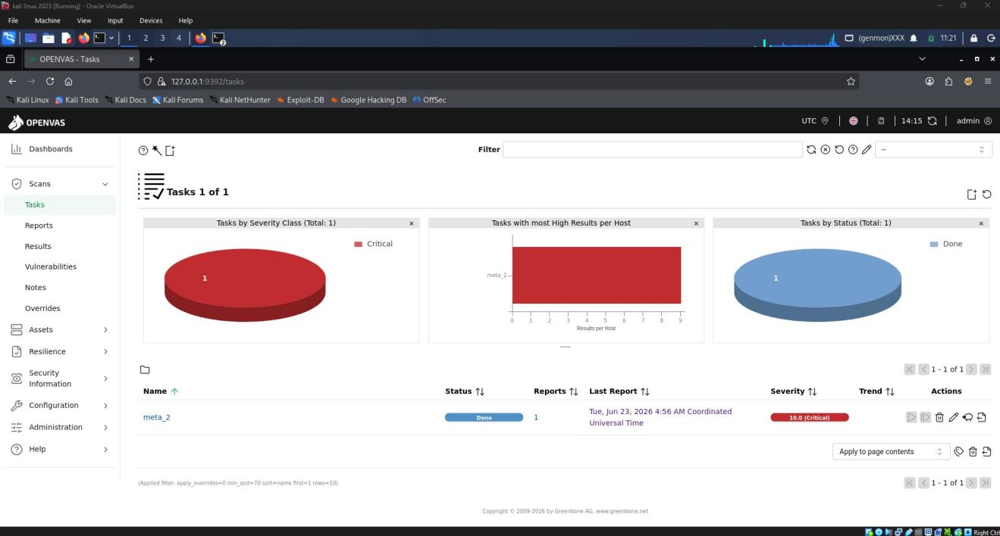 kali linux 2025 [Running] - Oracle VirtualBox
File Machine View Input Devices Help
1 2 3 4 2 (genmon)XXX 11:21
OPENVAS - Tasks
127.0.0.1:9392/tasks
Kali Linux Kali Tools Kali Docs Kali Forums Kali NetHunter Exploit-DB Google Hacking DB OffSec
OPENVAS UTC 14:15 admin
Dashboards
Scans
Tasks
Reports
Results
Vulnerabilities
Notes
Overrides
Assets
Resilience
Security
Information
Configuration
Administration
Help
Filter --
Tasks 1 of 1
Tasks by Severity Class (Total: 1)
Critical
1
Tasks with most High Results per Host
meta_2
0 1 2 3 4 5 6 7 8 9
Results per Host
Tasks by Status (Total: 1)
Done
1
1 - 1 of 1
Name Status Reports Last Report Severity Trend Actions
meta_2 Done 1 Tue, Jun 23, 2026 4:56 AM Coordinated
Universal Time 10.0 (Critical)
Apply to page contents
(Applied filter: apply_overrides=0 min_qod=70 sort=name first=1 rows=10)
1 - 1 of 1
Copyright © 2009-2026 by Greenbone AG, www.greenbone.net
Right Ctrl